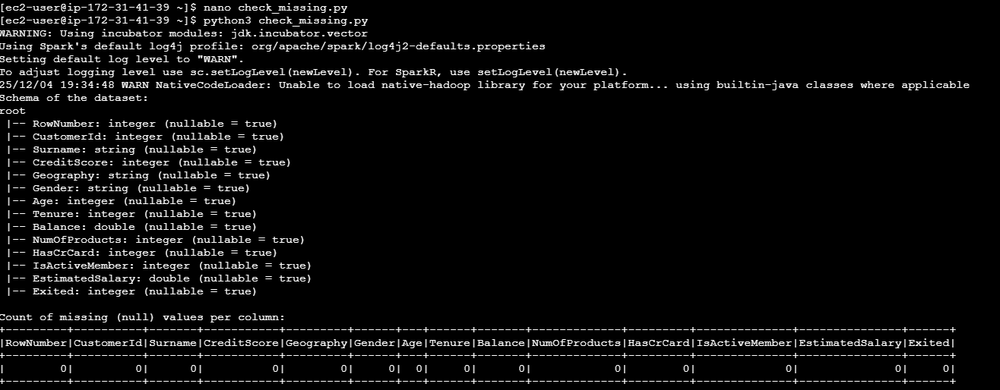 [ec2-user@ip-172-31-41-39 ~]$ nano check_missing.py
[ec2-user@ip-172-31-41-39 ~]$ python3 check_missing.py
WARNING: Using incubator modules: jdk.incubator.vector
Using Spark's default log4j profile: org/apache/spark/log4j2-defaults.properties
Setting default log level to "WARN".
To adjust logging level use sc.setLogLevel(newLevel). For SparkR, use setLogLevel(newLevel).
25/12/04 19:34:48 WARN NativeCodeLoader: Unable to load native-hadoop library for your platform... using builtin-java classes where applicable
Schema of the dataset:
root
 |-- RowNumber: integer (nullable = true)
 |-- CustomerId: integer (nullable = true)
 |-- Surname: string (nullable = true)
 |-- CreditScore: integer (nullable = true)
 |-- Geography: string (nullable = true)
 |-- Gender: string (nullable = true)
 |-- Age: integer (nullable = true)
 |-- Tenure: integer (nullable = true)
 |-- Balance: double (nullable = true)
 |-- NumOfProducts: integer (nullable = true)
 |-- HasCrCard: integer (nullable = true)
 |-- IsActiveMember: integer (nullable = true)
 |-- EstimatedSalary: double (nullable = true)
 |-- Exited: integer (nullable = true)

Count of missing (null) values per column:
+---------+----------+-------+-----------+---------+------+---+------+-------+-------------+---------+--------------+---------------+------+
|RowNumber|CustomerId|Surname|CreditScore|Geography|Gender|Age|Tenure|Balance|NumOfProducts|HasCrCard|IsActiveMember|EstimatedSalary|Exited|
+---------+----------+-------+-----------+---------+------+---+------+-------+-------------+---------+--------------+---------------+------+
|        0|         0|      0|          0|        0|     0|  0|     0|      0|            0|        0|             0|              0|     0|
+---------+----------+-------+-----------+---------+------+---+------+-------+-------------+---------+--------------+---------------+------+